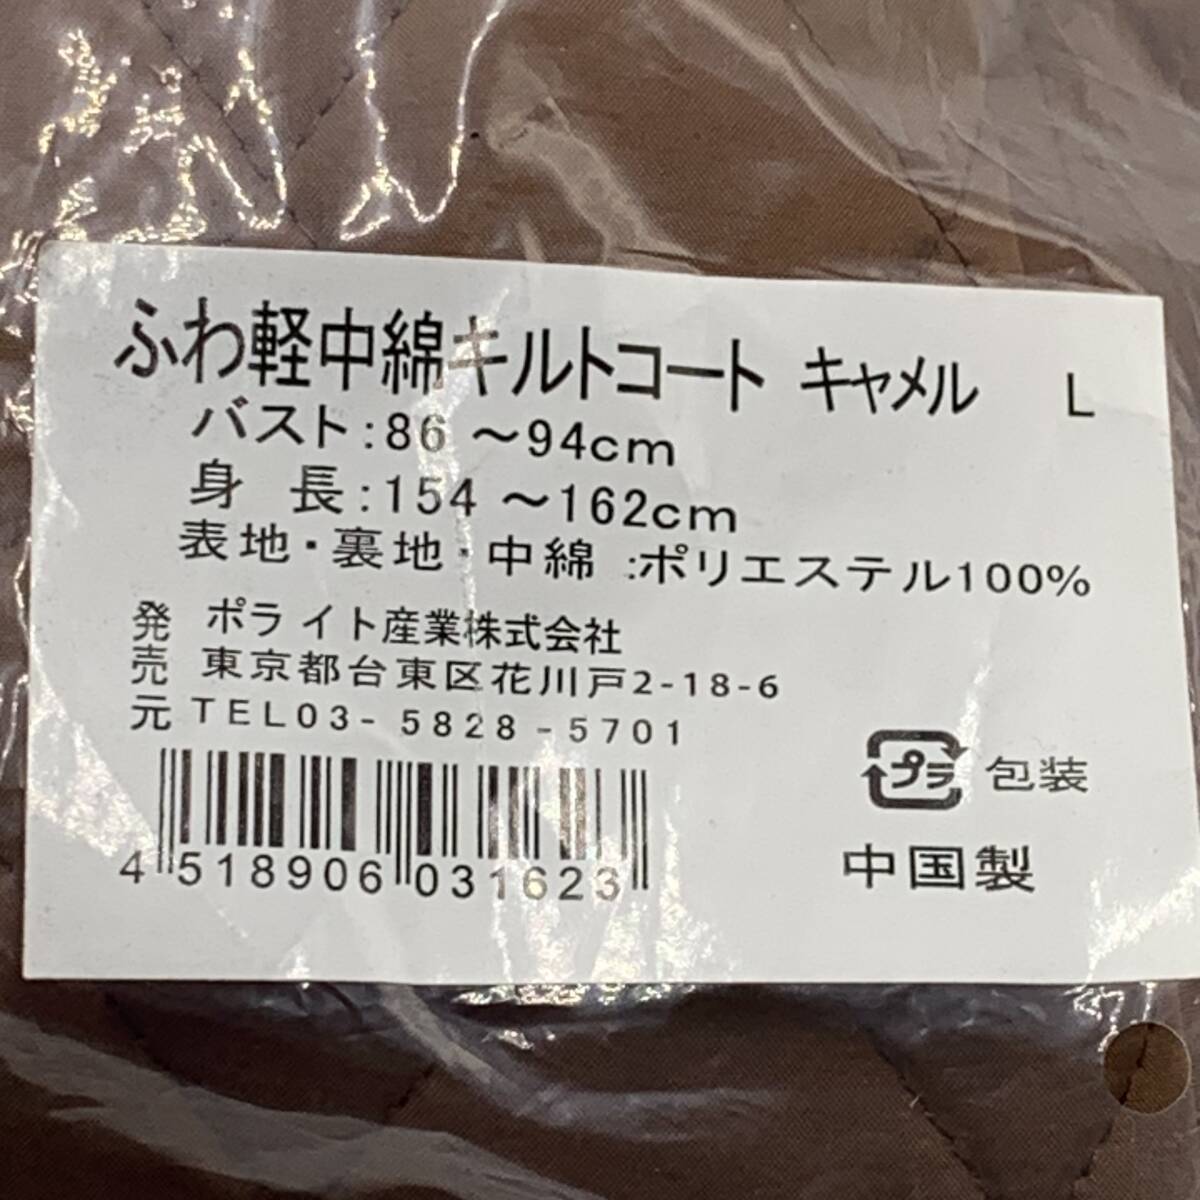 ふわ軽中綿キルトコート キャメル L
バスト:86 ～94cm
身 長:154 ～162cm
表地・裏地・中綿 :ポリエステル100%
発売元
ポライト産業株式会社
東京都台東区花川戸2-18-6
TEL03- 5828 -5701
プラ 包装
4 518906 031623
中国製